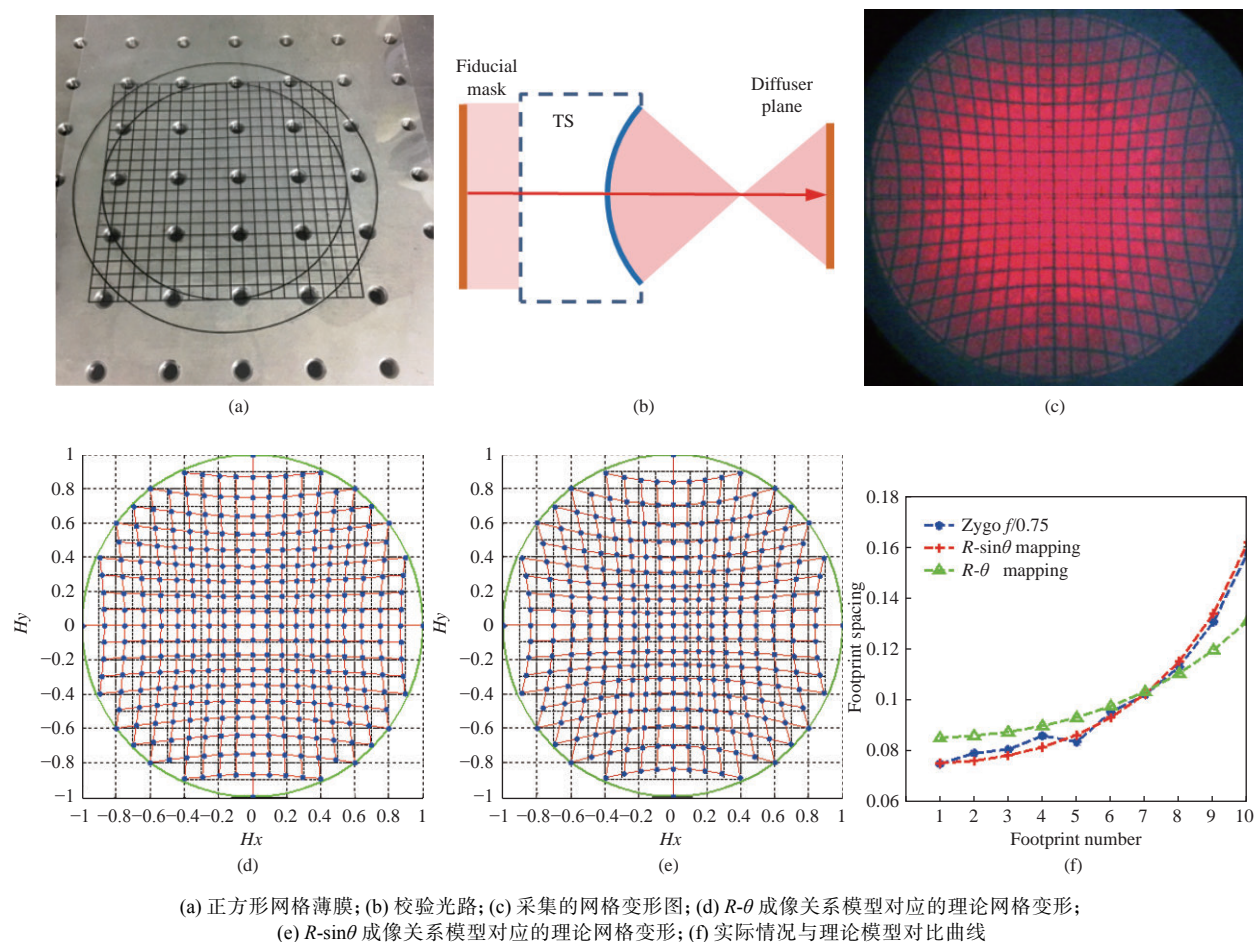 Fiducial
mask
TS
Diffuser
plane
(a)
(b)
(c)
1
0.8
0.6
0.4
0.2
0
−0.2
−0.4
−0.6
−0.8
−1
Hy
−1 −0.8 −0.6 −0.4 −0.2 0 0.2 0.4 0.6 0.8 1
Hx
(d)
1
0.8
0.6
0.4
0.2
0
−0.2
−0.4
−0.6
−0.8
−1
Hy
−1 −0.8 −0.6 −0.4 −0.2 0 0.2 0.4 0.6 0.8 1
Hx
(e)
0.18
0.16
0.14
0.12
0.1
0.08
0.06
Footprint spacing
Zygo f/0.75
R-sinθ mapping
R-θ mapping
1 2 3 4 5 6 7 8 9 10
Footprint number
(f)
(a) 正方形网格薄膜; (b) 校验光路; (c) 采集的网格变形图; (d) R-θ 成像关系模型对应的理论网格变形;
(e) R-sinθ 成像关系模型对应的理论网格变形; (f) 实际情况与理论模型对比曲线